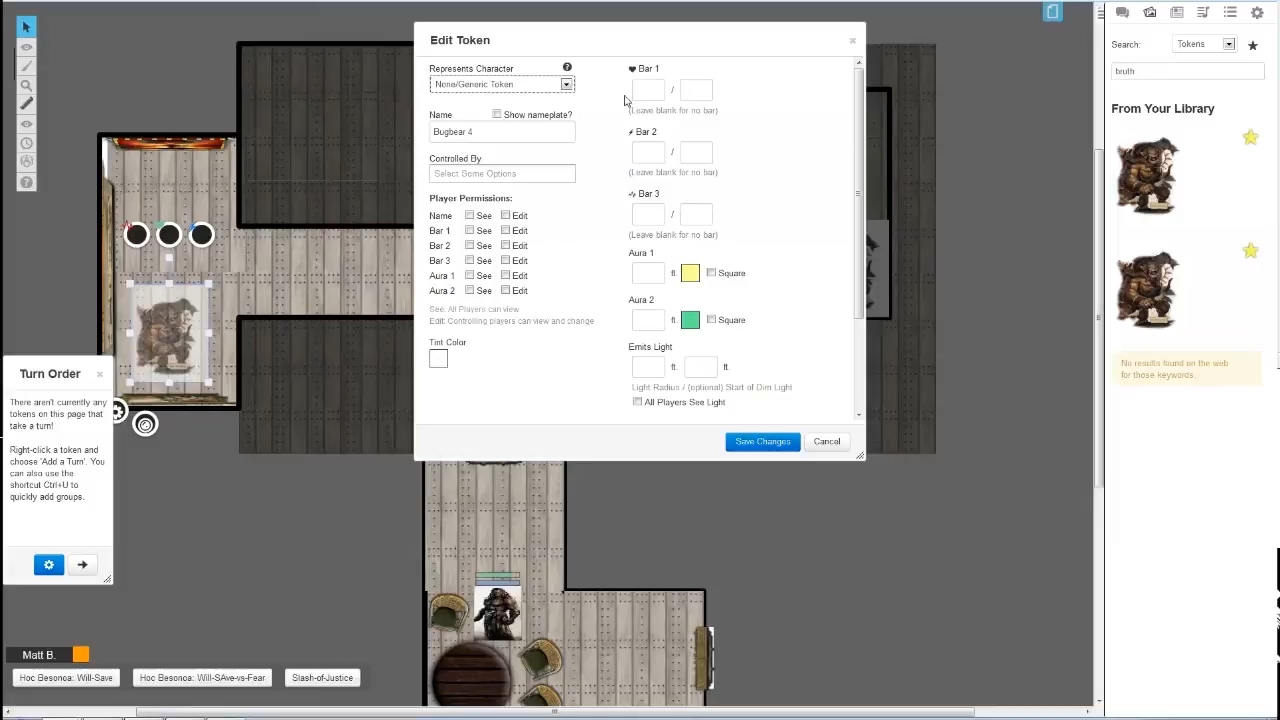 Edit Token
×
Represents Character
?
None/Generic Token
Name
Show nameplate?
Bugbear 4
Controlled By
Select Some Options
Player Permissions:
Name See Edit
Bar 1 See Edit
Bar 2 See Edit
Bar 3 See Edit
Aura 1 See Edit
Aura 2 See Edit
See: All Players can view
Edit: Controlling players can view and change
Tint Color
Bar 1
/
(Leave blank for no bar)
Bar 2
/
(Leave blank for no bar)
Bar 3
/
(Leave blank for no bar)
Aura 1
ft. Square
Aura 2
ft. Square
Emits Light
ft. ft.
Light Radius / (optional) Start of Dim Light
All Players See Light
Save Changes
Cancel
Search:
Tokens
bruth
From Your Library
No results found on the web
for those keywords.
Turn Order
×
There aren't currently any
tokens on this page that
take a turn!
Right-click a token and
choose 'Add a Turn'. You
can also use the
shortcut Ctrl+U to
quickly add groups.
Matt B.
Hoc Besonoa: Will-Save
Hoc Besonoa: Will-SAve-vs-Fear
Slash-of-Justice